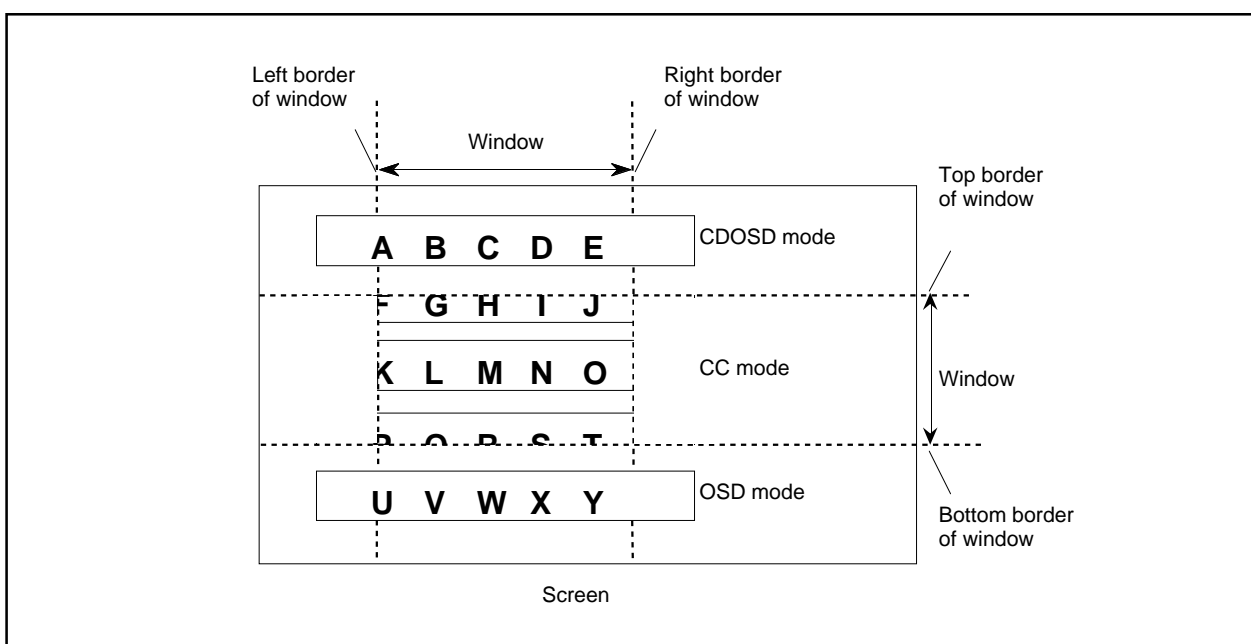 Left border
of window
Right border
of window
Window
Top border
of window
A B C D E
CDOSD mode
F G H I J
K L M N O
CC mode
Window
P Q R S T
U V W X Y
OSD mode
Bottom border
of window
Screen